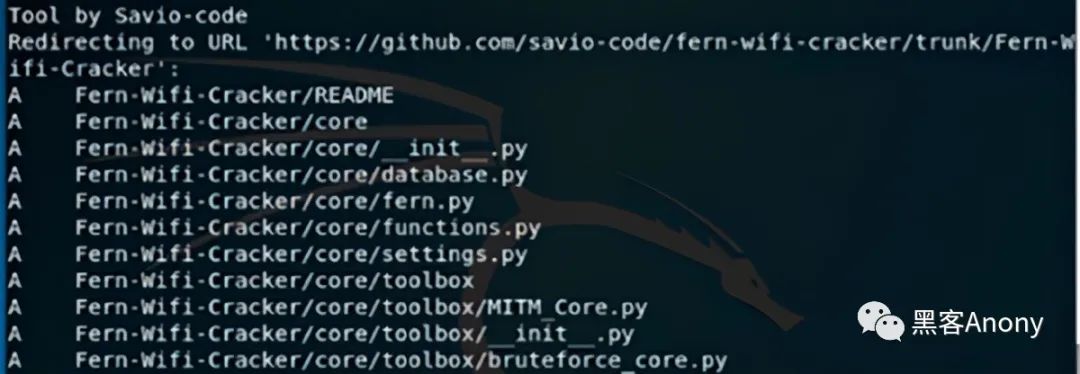 Tool by Savio-code
Redirecting to URL 'https://github.com/savio-code/fern-wifi-cracker/trunk/Fern-W
ifi-Cracker':
A    Fern-Wifi-Cracker/README
A    Fern-Wifi-Cracker/core
A    Fern-Wifi-Cracker/core/__init__.py
A    Fern-Wifi-Cracker/core/database.py
A    Fern-Wifi-Cracker/core/fern.py
A    Fern-Wifi-Cracker/core/functions.py
A    Fern-Wifi-Cracker/core/settings.py
A    Fern-Wifi-Cracker/core/toolbox
A    Fern-Wifi-Cracker/core/toolbox/MITM_Core.py
A    Fern-Wifi-Cracker/core/toolbox/__init__.py
A    Fern-Wifi-Cracker/core/toolbox/bruteforce_core.py
黑客Anony